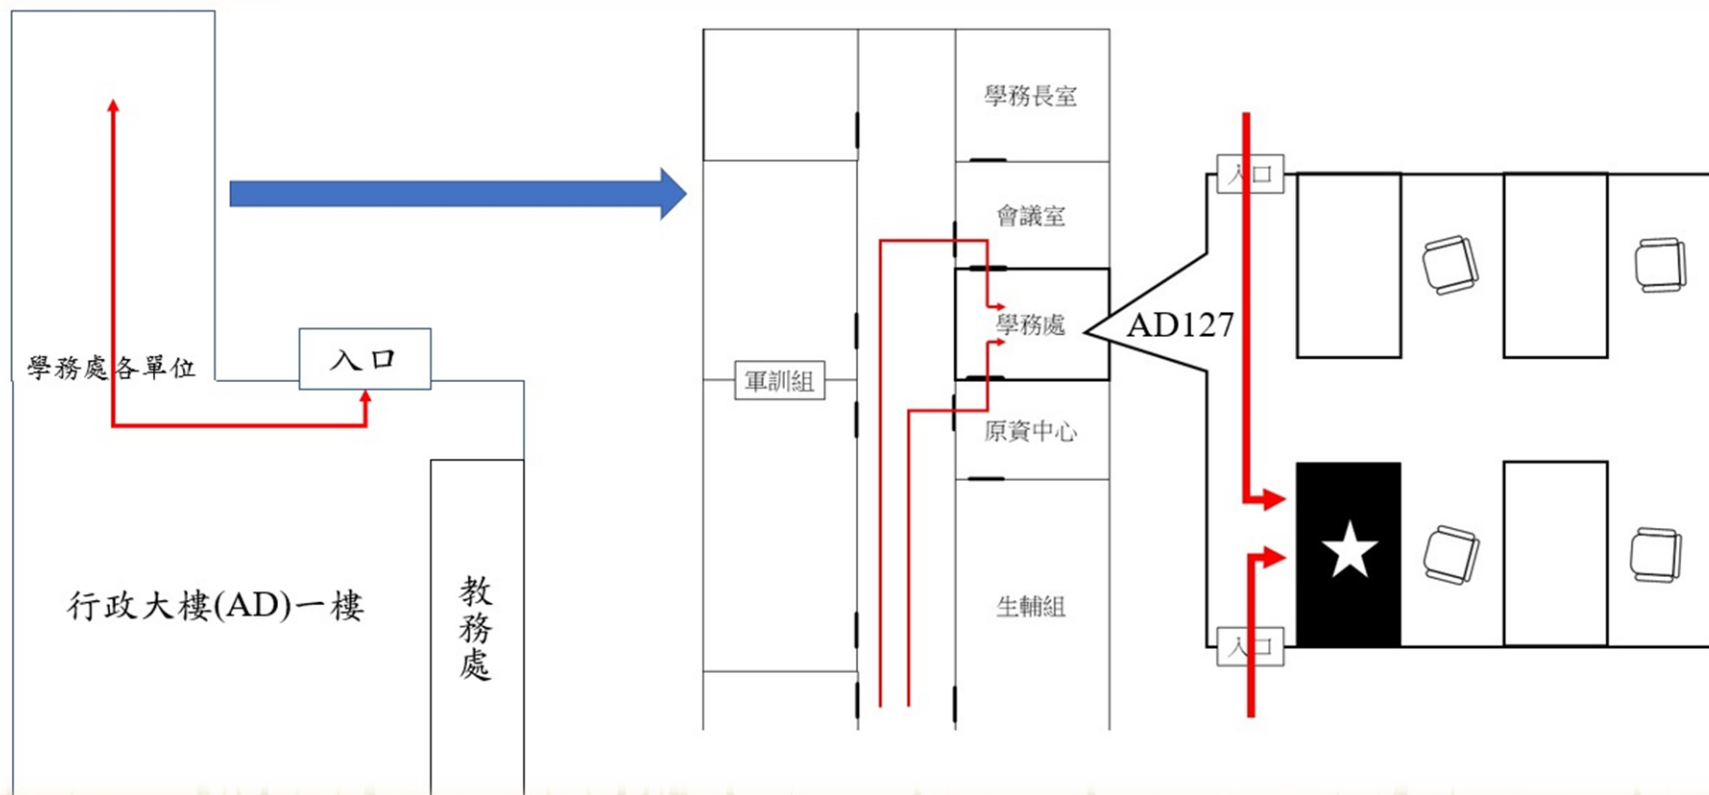 學務處各單位
入口
行政大樓(AD)一樓
教務處
軍訓組
學務長室
會議室
學務處
原資中心
生輔組
AD127
入口
入口